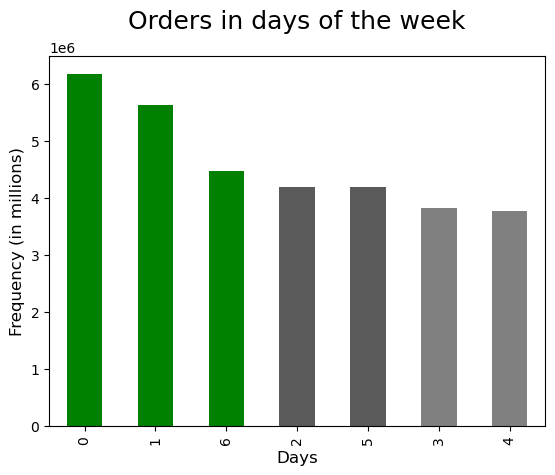 Orders in days of the week
1e6
6
5
4
3
2
1
0
Frequency (in millions)
0 1 6 2 5 3 4
Days